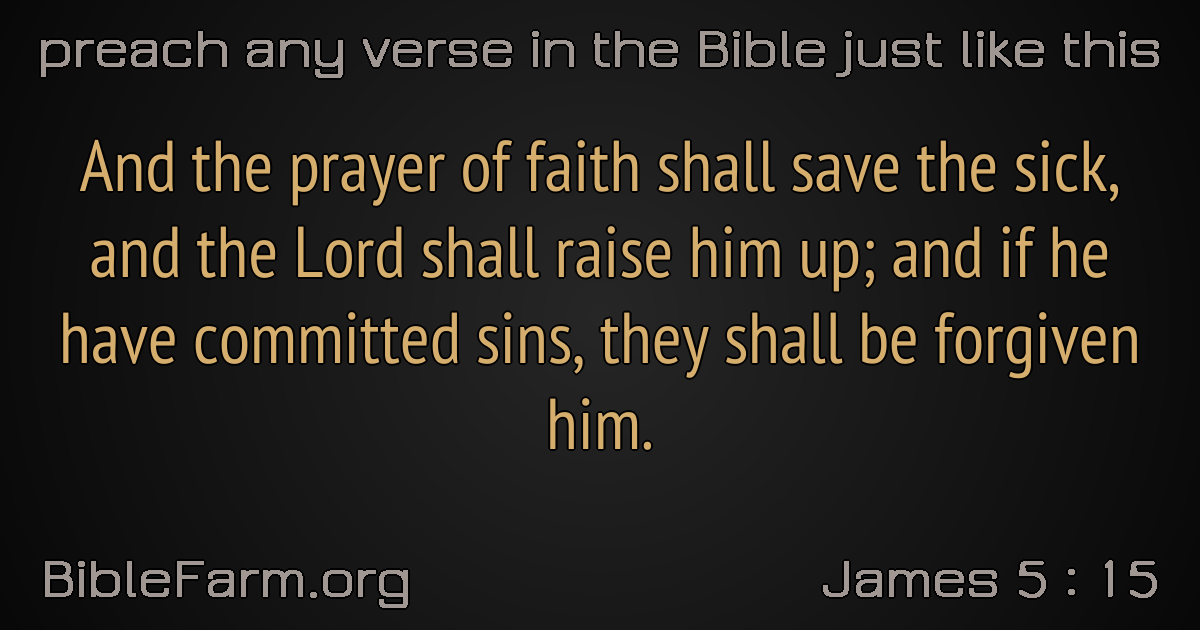 preach any verse in the Bible just like this
And the prayer of faith shall save the sick,
and the Lord shall raise him up; and if he
have committed sins, they shall be forgiven
him.
BibleFarm.org
James 5 : 15